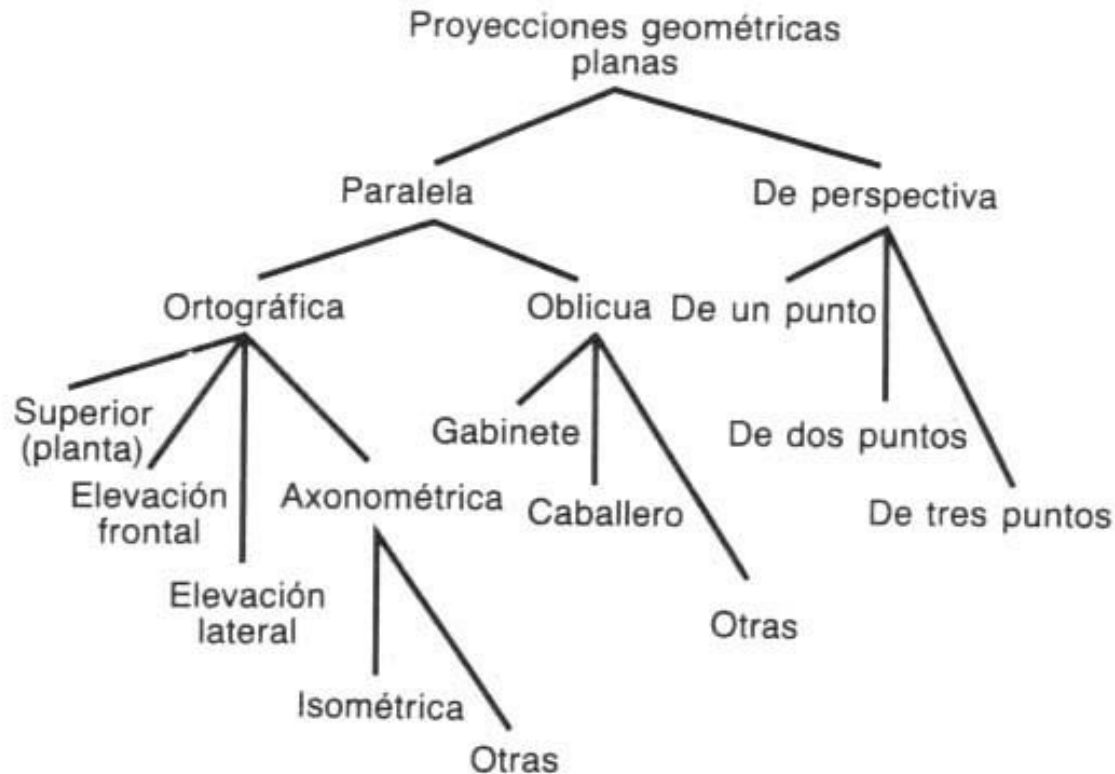 Proyecciones geométricas
planas
Paralela
De perspectiva
Ortográfica
Oblicua
De un punto
Superior
(planta)
Gabinete
De dos puntos
Elevación
frontal
Axonométrica
Caballero
De tres puntos
Elevación
lateral
Otras
Isométrica
Otras